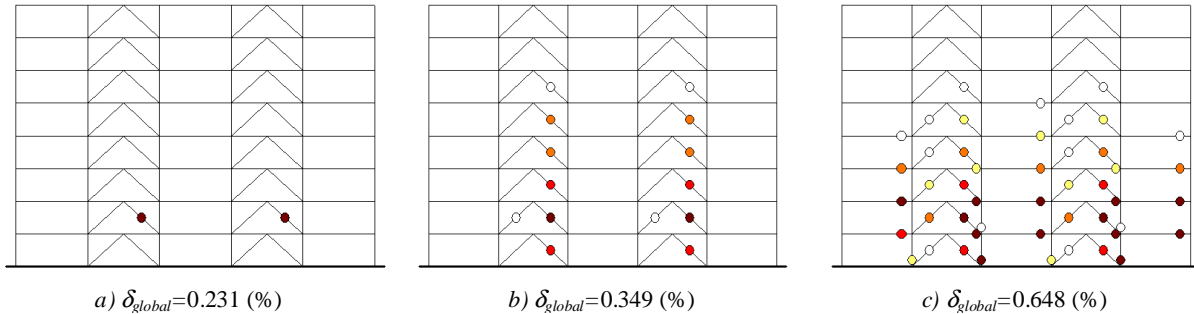 a) δglobal=0.231 (%)
b) δglobal=0.349 (%)
c) δglobal=0.648 (%)